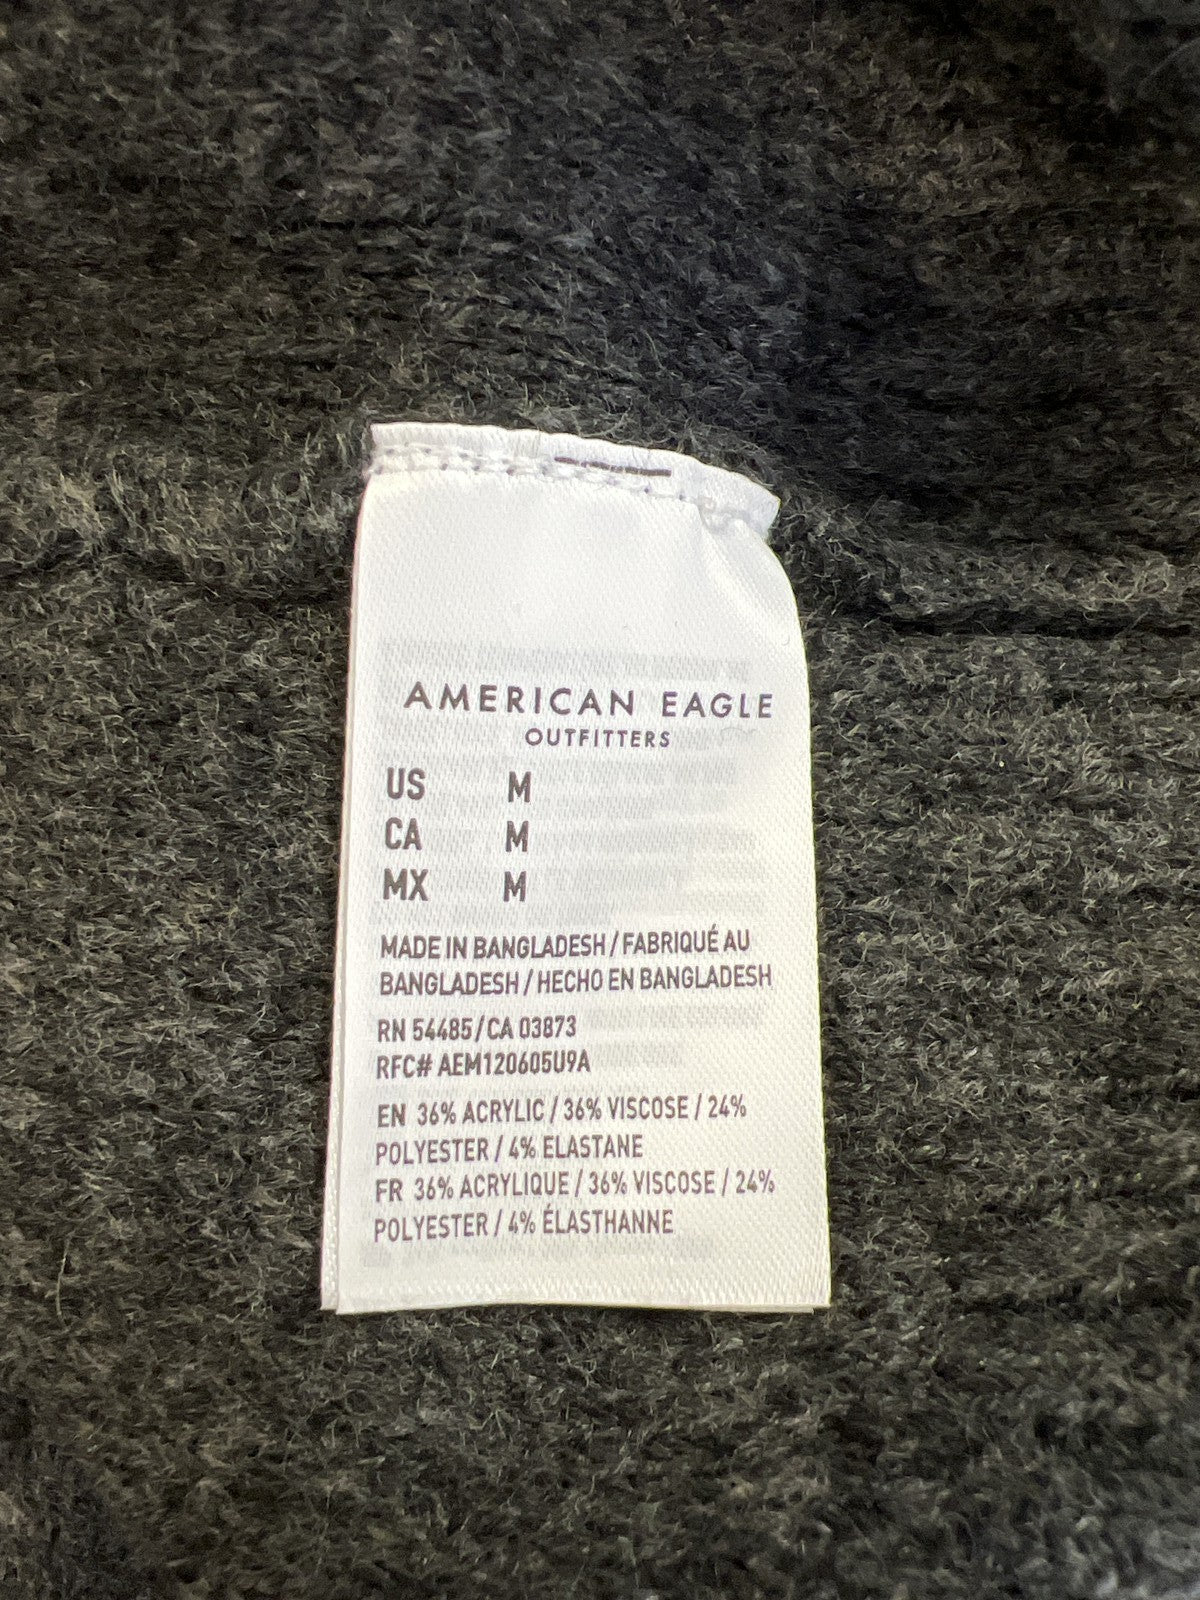 AMERICAN EAGLE
OUTFITTERS
US M
CA M
MX M
MADE IN BANGLADESH / FABRIQUÉ AU
BANGLADESH / HECHO EN BANGLADESH
RN 54485/CA 03873
RFC# AEM120605U9A
EN 36% ACRYLIC / 36% VISCOSE / 24%
POLYESTER / 4% ELASTANE
FR 36% ACRYLIQUE / 36% VISCOSE / 24%
POLYESTER / 4% ÉLASTHANNE